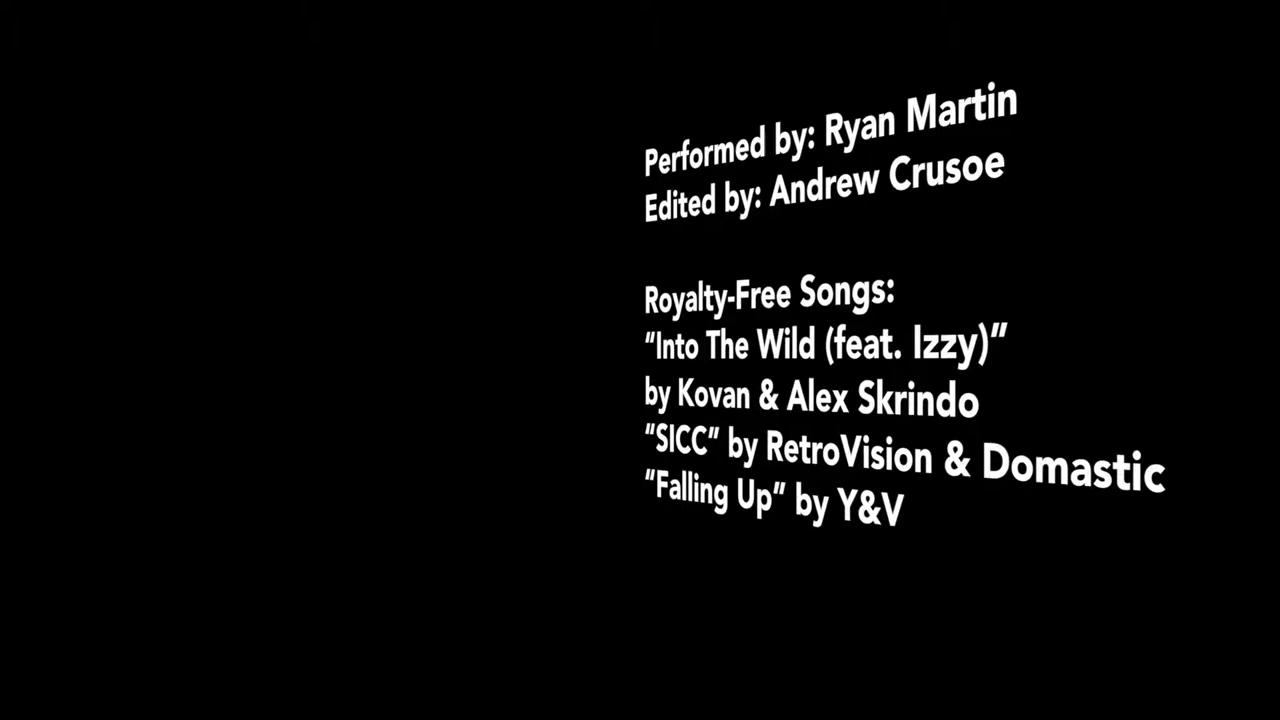 Performed by: Ryan Martin
Edited by: Andrew Crusoe
Royalty-Free Songs:
“Into The Wild (feat. Izzy)”
by Kovan & Alex Skrindo
“SICC” by RetroVision & Domastic
“Falling Up” by Y&V